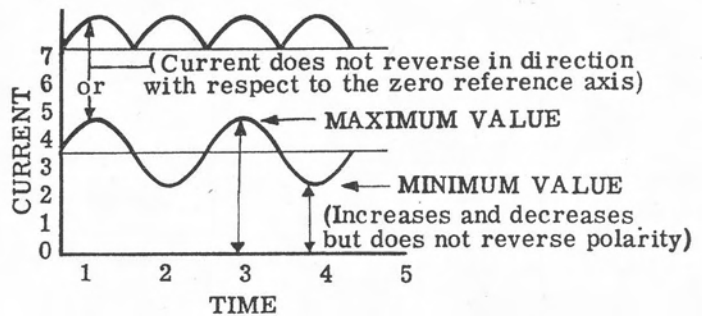 7
6
5
4
3
2
1
0
CURRENT
(Current does not reverse in direction
or with respect to the zero reference axis)
MAXIMUM VALUE
MINIMUM VALUE
(Increases and decreases
but does not reverse polarity)
1 2 3 4 5
TIME